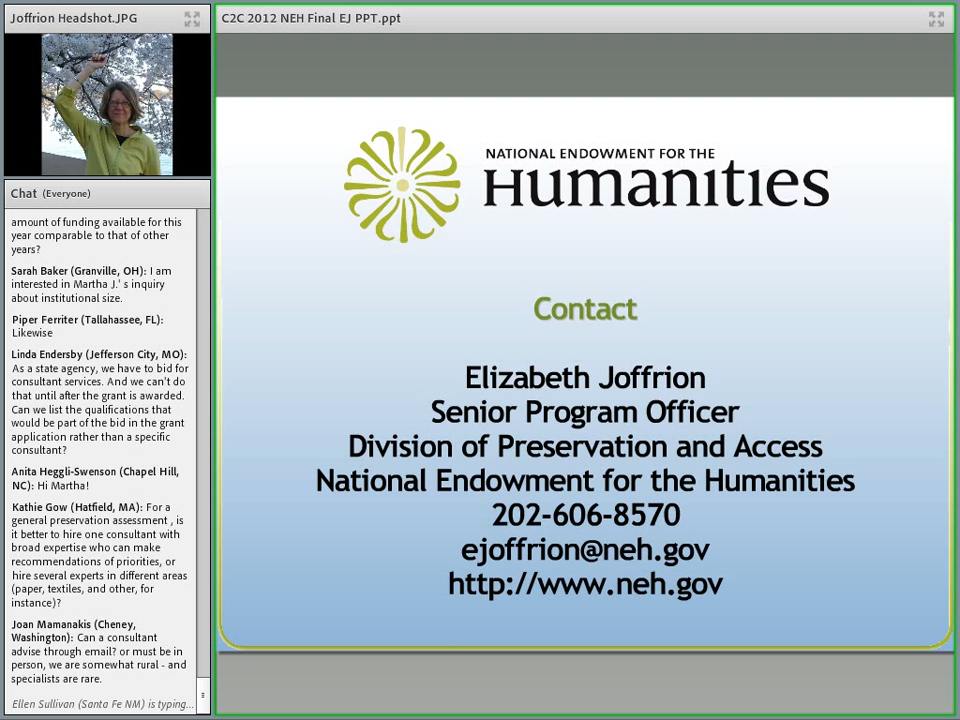 Joffrion Headshot.JPG
C2C 2012 NEH Final EJ PPT.ppt
Chat (Everyone)
amount of funding available for this
year comparable to that of other
years?
Sarah Baker (Granville, OH): I am
interested in Martha J.' s inquiry
about institutional size.
Piper Ferriter (Tallahassee, FL):
Likewise
Linda Endersby (Jefferson City, MO):
As a state agency, we have to bid for
consultant services. And we can't do
that until after the grant is awarded.
Can we list the qualifications that
would be part of the bid in the grant
application rather than a specific
consultant?
Anita Heggli-Swenson (Chapel Hill,
NC): Hi Martha!
Kathie Gow (Hatfield, MA): For a
general preservation assessment , is
it better to hire one consultant with
broad expertise who can make
recommendations of priorities, or
hire several experts in different areas
(paper, textiles, and other, for
instance)?
Joan Mamanakis (Cheney,
Washington): Can a consultant
advise through email? or must be in
person, we are somewhat rural - and
specialists are rare.
Ellen Sullivan (Santa Fe NM) is typing...
NATIONAL ENDOWMENT FOR THE
Humanities
Contact
Elizabeth Joffrion
Senior Program Officer
Division of Preservation and Access
National Endowment for the Humanities
202-606-8570
ejoffrion@neh.gov
http://www.neh.gov